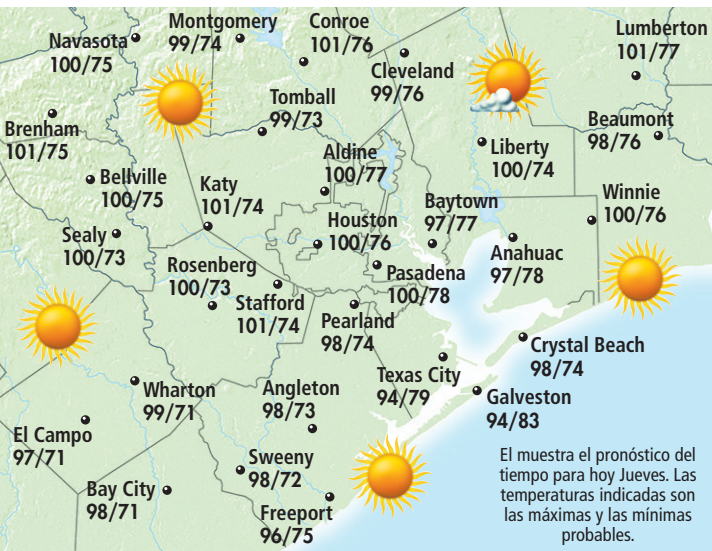 Montgomery
99/74
Conroe
101/76
Lumberton
101/77
Navasota
100/75
Cleveland
99/76
Tomball
99/73
Brenham
101/75
Beaumont
98/76
Aldine
100/77
Liberty
100/74
Bellville
100/75
Katy
101/74
Baytown
97/77
Winnie
100/76
Houston
100/76
Sealy
100/73
Anahuac
97/78
Rosenberg
100/73
Pasadena
100/78
Stafford
101/74
Pearland
98/74
Crystal Beach
98/74
Texas City
94/79
Wharton
99/71
Angleton
98/73
Galveston
94/83
El Campo
97/71
Sweeny
98/72
Bay City
98/71
Freeport
96/75
El muestra el pronóstico del
tiempo para hoy Jueves. Las
temperaturas indicadas son
las máximas y las mínimas
probables.